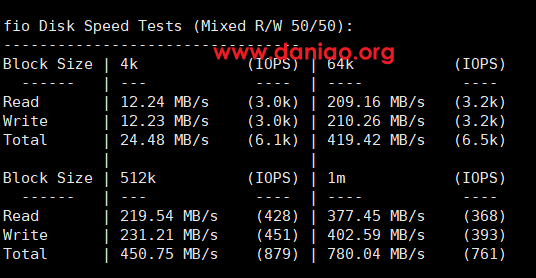 fio Disk Speed Tests (Mixed R/W 50/50):
---------------------------------
www.daniao.org
Block Size | 4k            (IOPS) | 64k           (IOPS)
  ------   | ---            ----  | ----           ----
Read       | 12.24 MB/s    (3.0k) | 209.16 MB/s   (3.2k)
Write      | 12.23 MB/s    (3.0k) | 210.26 MB/s   (3.2k)
Total      | 24.48 MB/s    (6.1k) | 419.42 MB/s   (6.5k)
           |                      |
Block Size | 512k          (IOPS) | 1m            (IOPS)
  ------   | ---            ----  | ----           ----
Read       | 219.54 MB/s    (428) | 377.45 MB/s    (368)
Write      | 231.21 MB/s    (451) | 402.59 MB/s    (393)
Total      | 450.75 MB/s    (879) | 780.04 MB/s    (761)